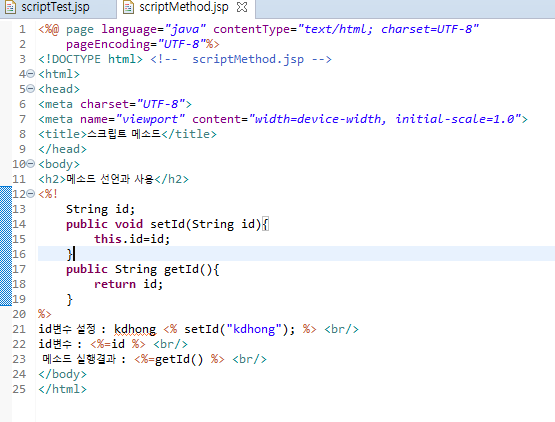 scriptTest.jsp scriptMethod.jsp
1 <%@ page language="java" contentType="text/html; charset=UTF-8"
2 pageEncoding="UTF-8"%>
3 <!DOCTYPE html> <!-- scriptMethod.jsp -->
4 <html>
5 <head>
6 <meta charset="UTF-8">
7 <meta name="viewport" content="width=device-width, initial-scale=1.0">
8 <title>스크립트 메소드</title>
9 </head>
10 <body>
11 <h2>메소드 선언과 사용</h2>
12 <%!
13 String id;
14 public void setId(String id){
15 this.id=id;
16 }
17 public String getId(){
18 return id;
19 }
20 %>
21 id변수 설정 : kdhong <% setId("kdhong"); %> <br/>
22 id변수 : <%=id %> <br/>
23 메소드 실행결과 : <%=getId() %> <br/>
24 </body>
25 </html>